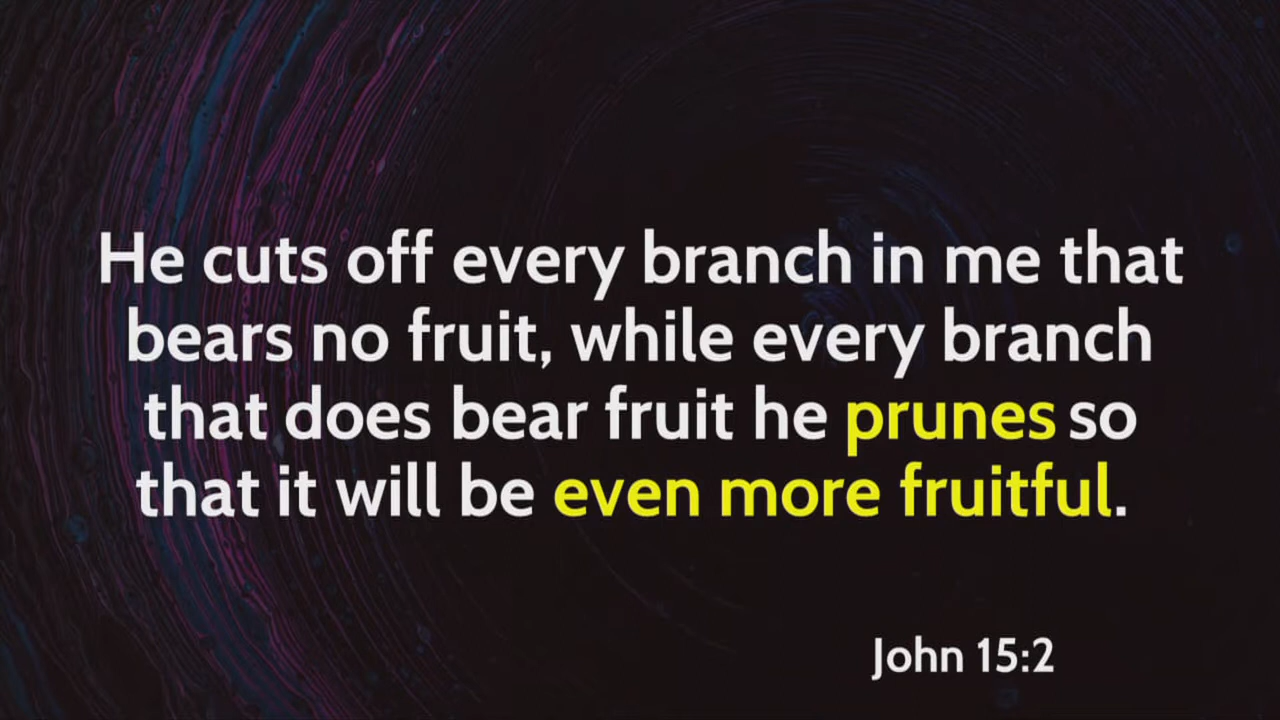 He cuts off every branch in me that
bears no fruit, while every branch
that does bear fruit he prunes so
that it will be even more fruitful.
John 15:2